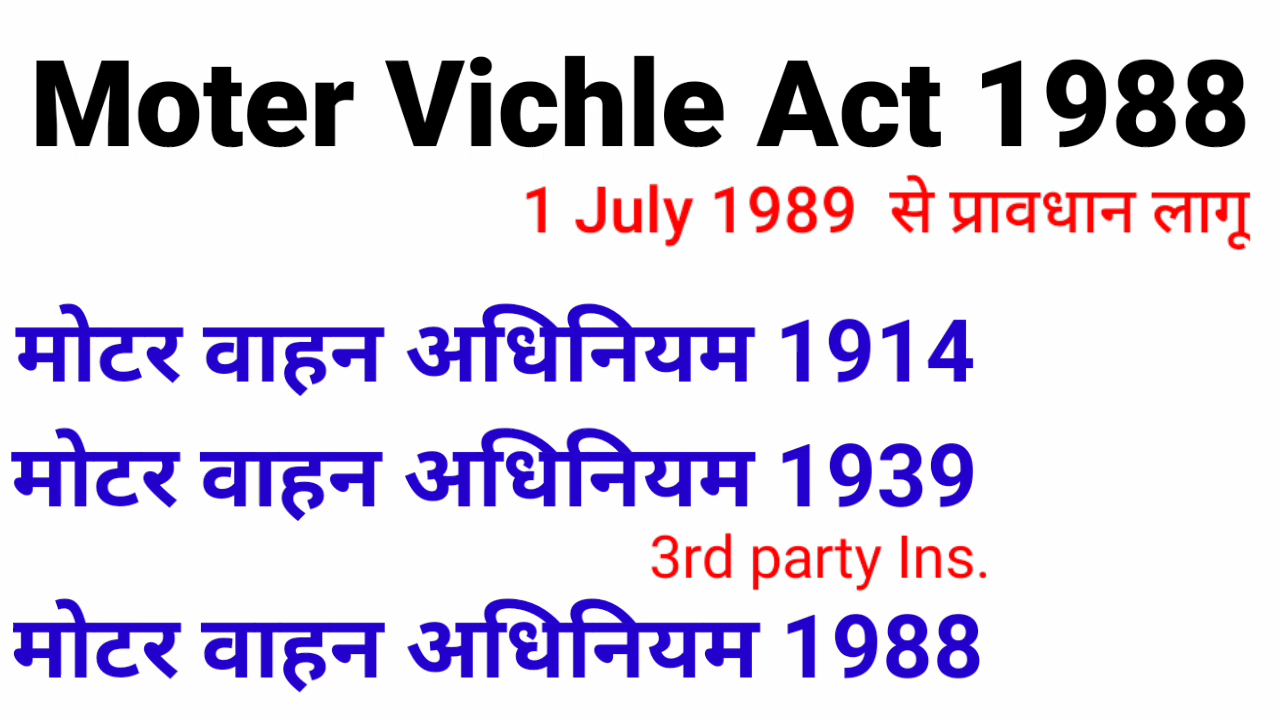 Moter Vichle Act 1988
1 July 1989 से प्रावधान लागू
मोटर वाहन अधिनियम 1914
मोटर वाहन अधिनियम 1939
3rd party Ins.
मोटर वाहन अधिनियम 1988